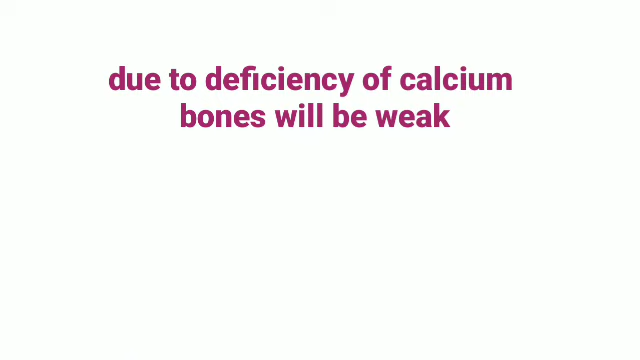 due to deficiency of calcium
bones will be weak